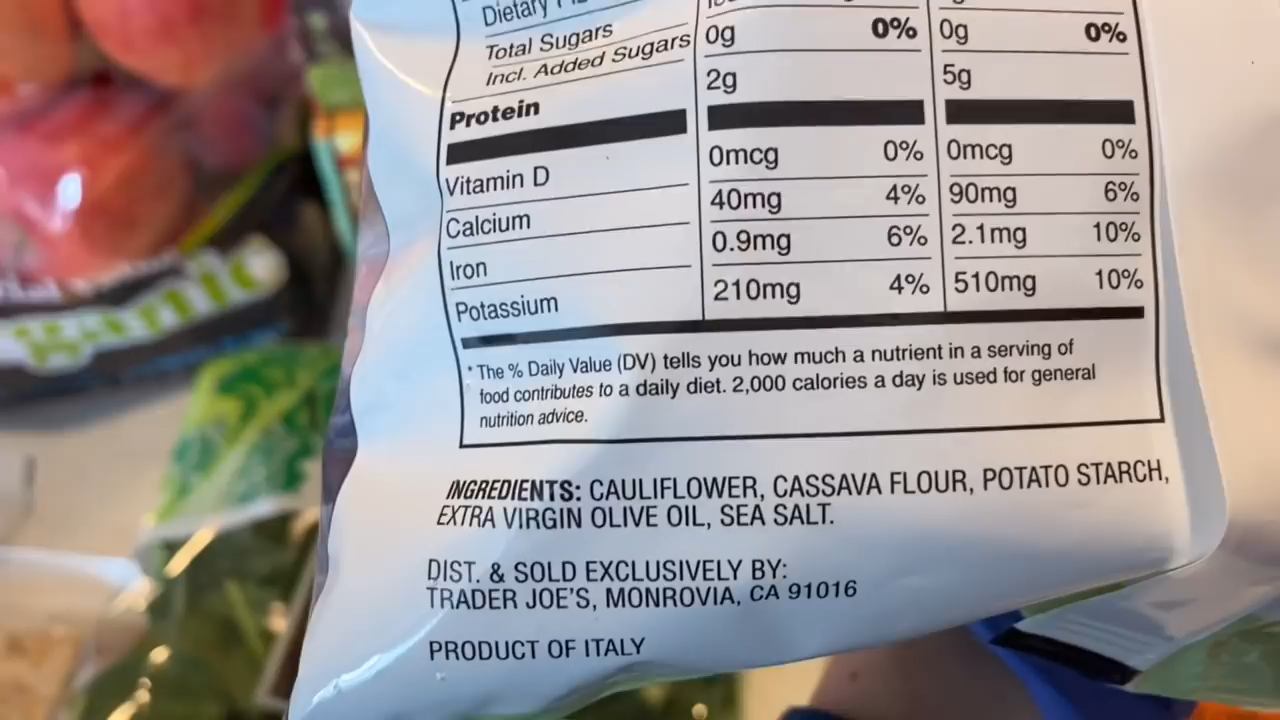 Dietary
Total Sugars
Incl. Added Sugars 0g 0% 0g 0%
Protein 2g 5g
Vitamin D 0mcg 0% 0mcg 0%
Calcium 40mg 4% 90mg 6%
Iron 0.9mg 6% 2.1mg 10%
Potassium 210mg 4% 510mg 10%
* The % Daily Value (DV) tells you how much a nutrient in a serving of
food contributes to a daily diet. 2,000 calories a day is used for general
nutrition advice.
INGREDIENTS: CAULIFLOWER, CASSAVA FLOUR, POTATO STARCH,
EXTRA VIRGIN OLIVE OIL, SEA SALT.
DIST. & SOLD EXCLUSIVELY BY:
TRADER JOE'S, MONROVIA, CA 91016
PRODUCT OF ITALY